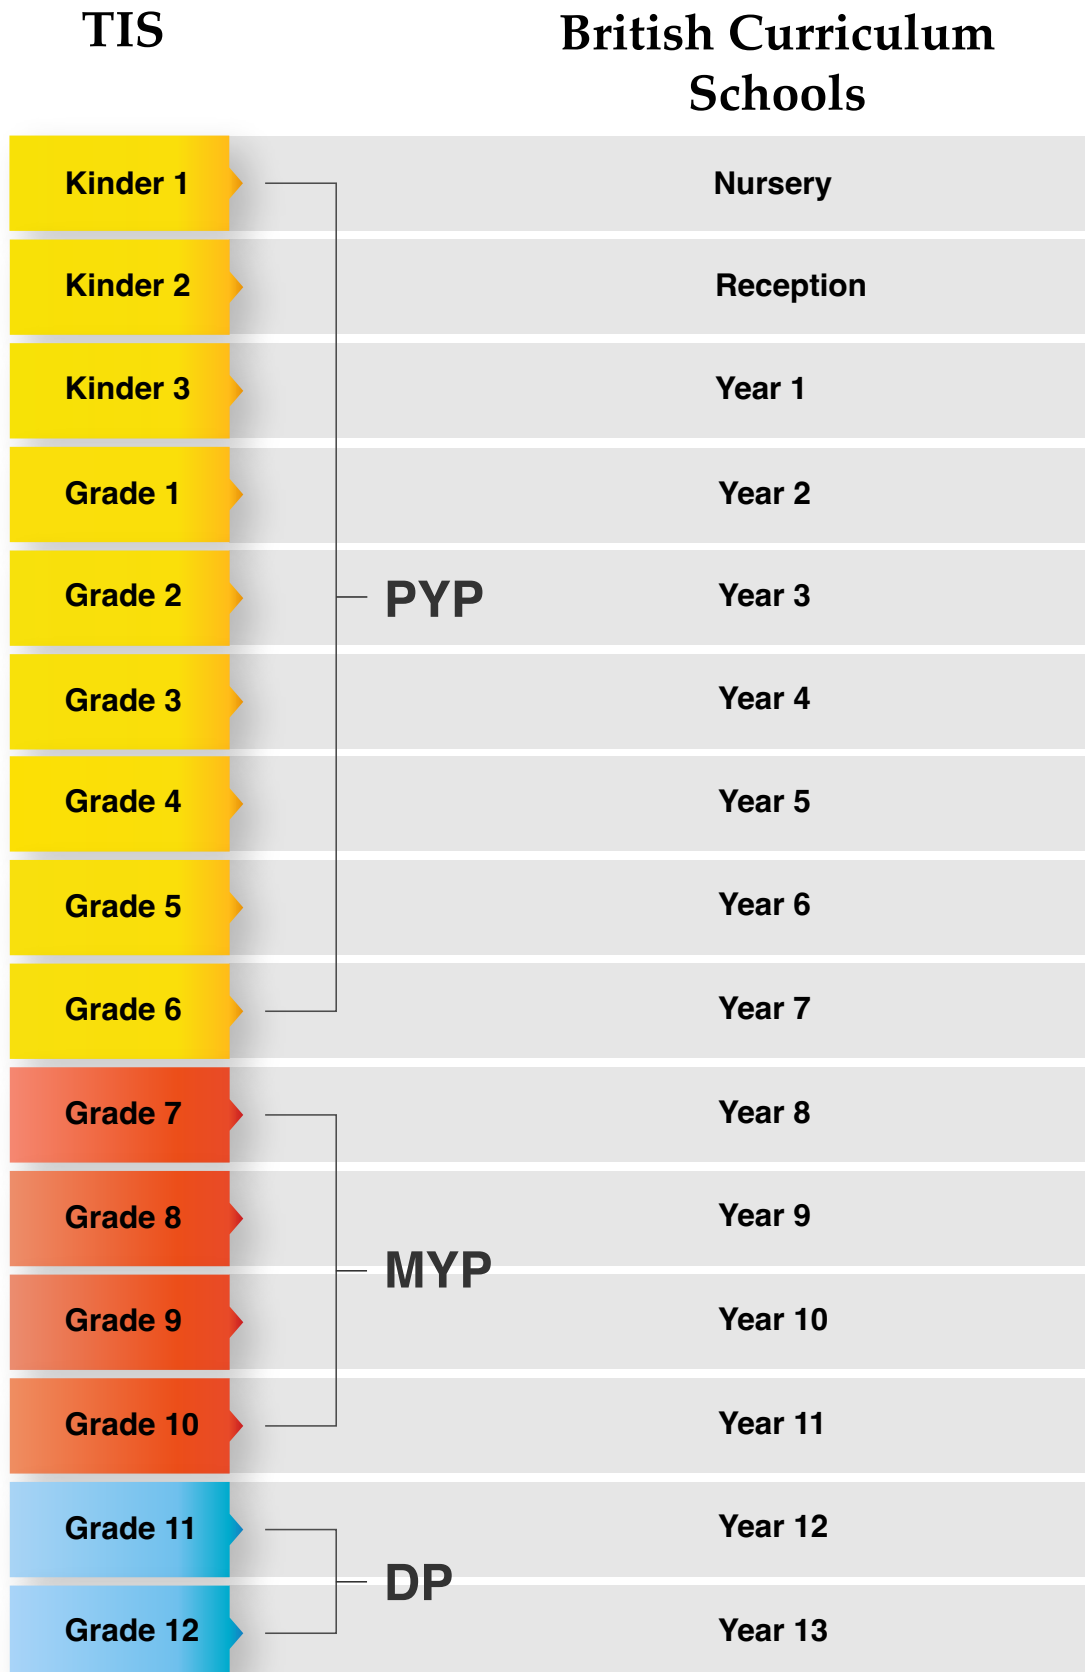 TIS
British Curriculum
Schools
Kinder 1
Nursery
Kinder 2
Reception
Kinder 3
Year 1
Grade 1
Year 2
Grade 2
PYP
Year 3
Grade 3
Year 4
Grade 4
Year 5
Grade 5
Year 6
Grade 6
Year 7
Grade 7
Year 8
Grade 8
Year 9
MYP
Grade 9
Year 10
Grade 10
Year 11
Grade 11
Year 12
DP
Grade 12
Year 13